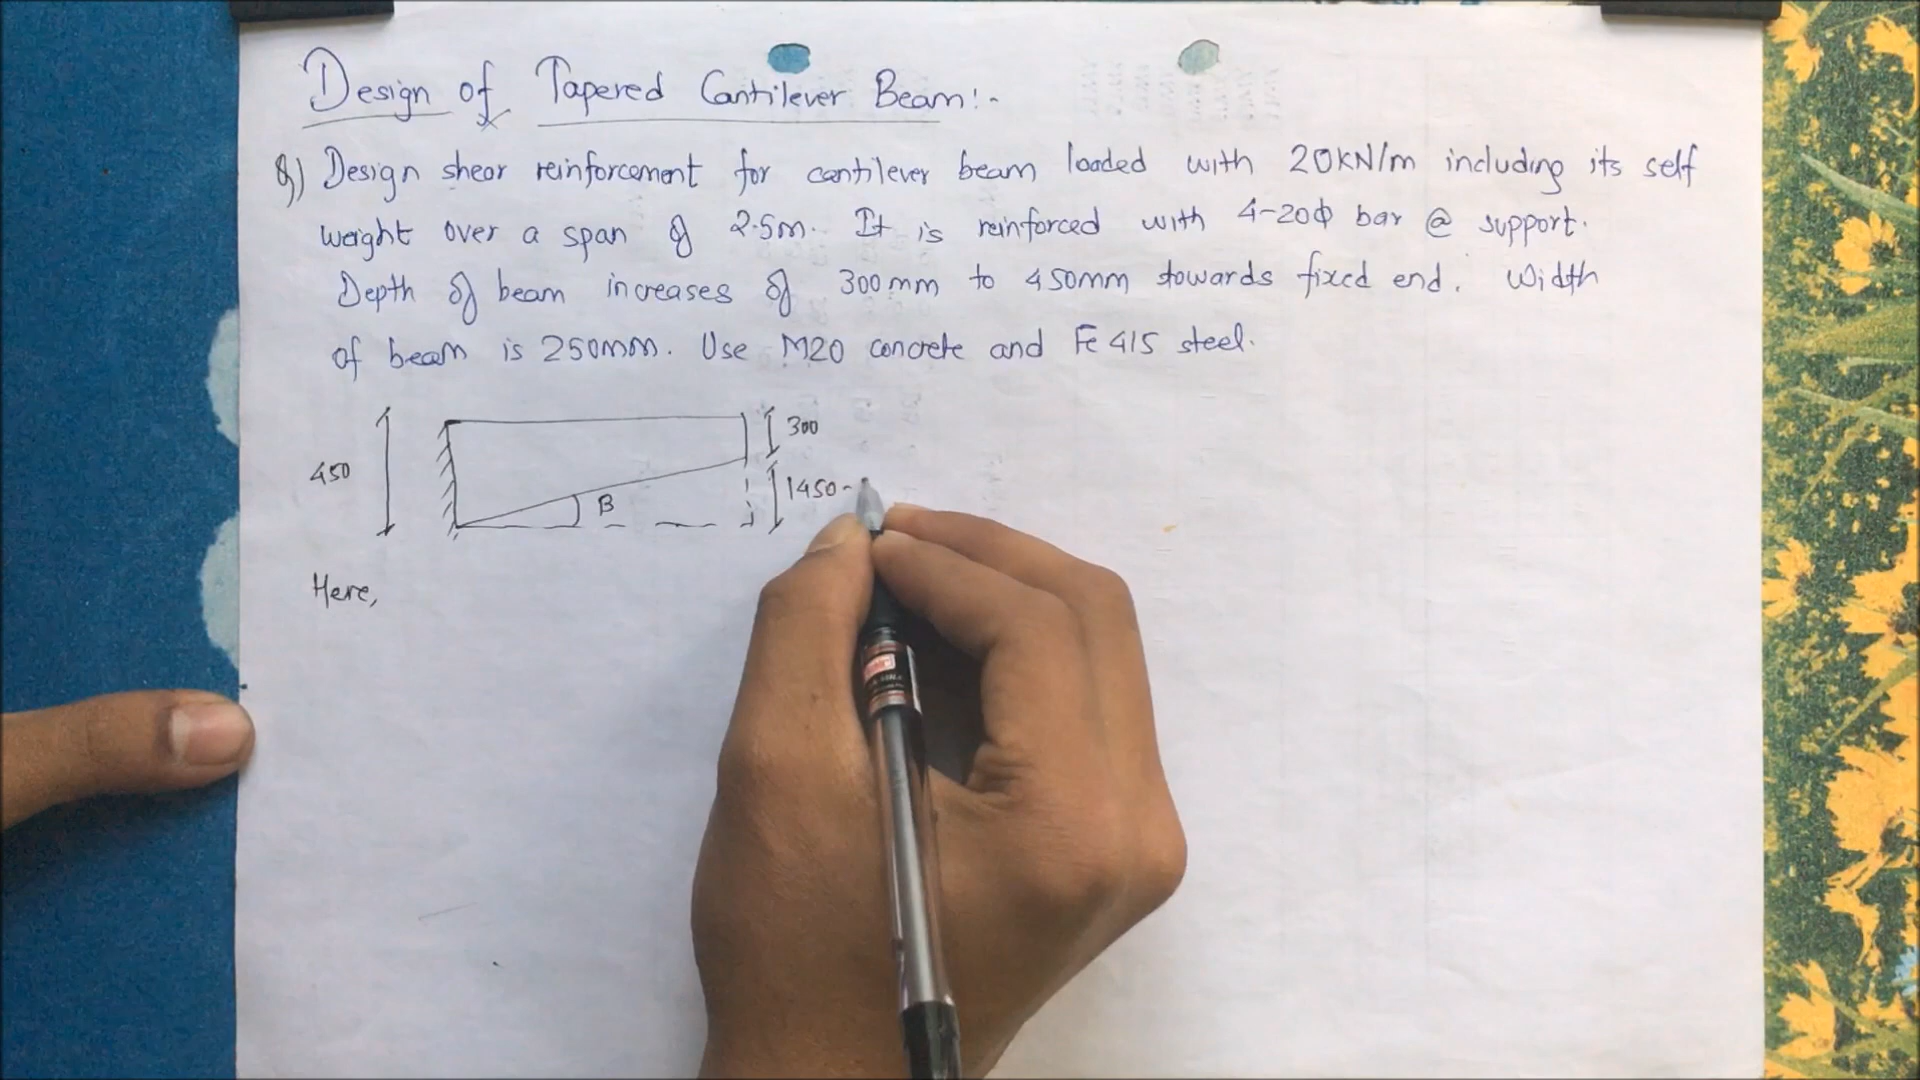 Design of Tapered Cantilever Beam:-
Q) Design shear reinforcement for cantilever beam loaded with 20KN/m including its self
weight over a span of 2.5m. It is reinforced with 4-20Φ bar @ support.
Depth of beam increases of 300mm to 450mm towards fixed end. Width
of beam is 250mm. Use M20 concrete and Fe 415 steel.
300
450
450-
B
Here,